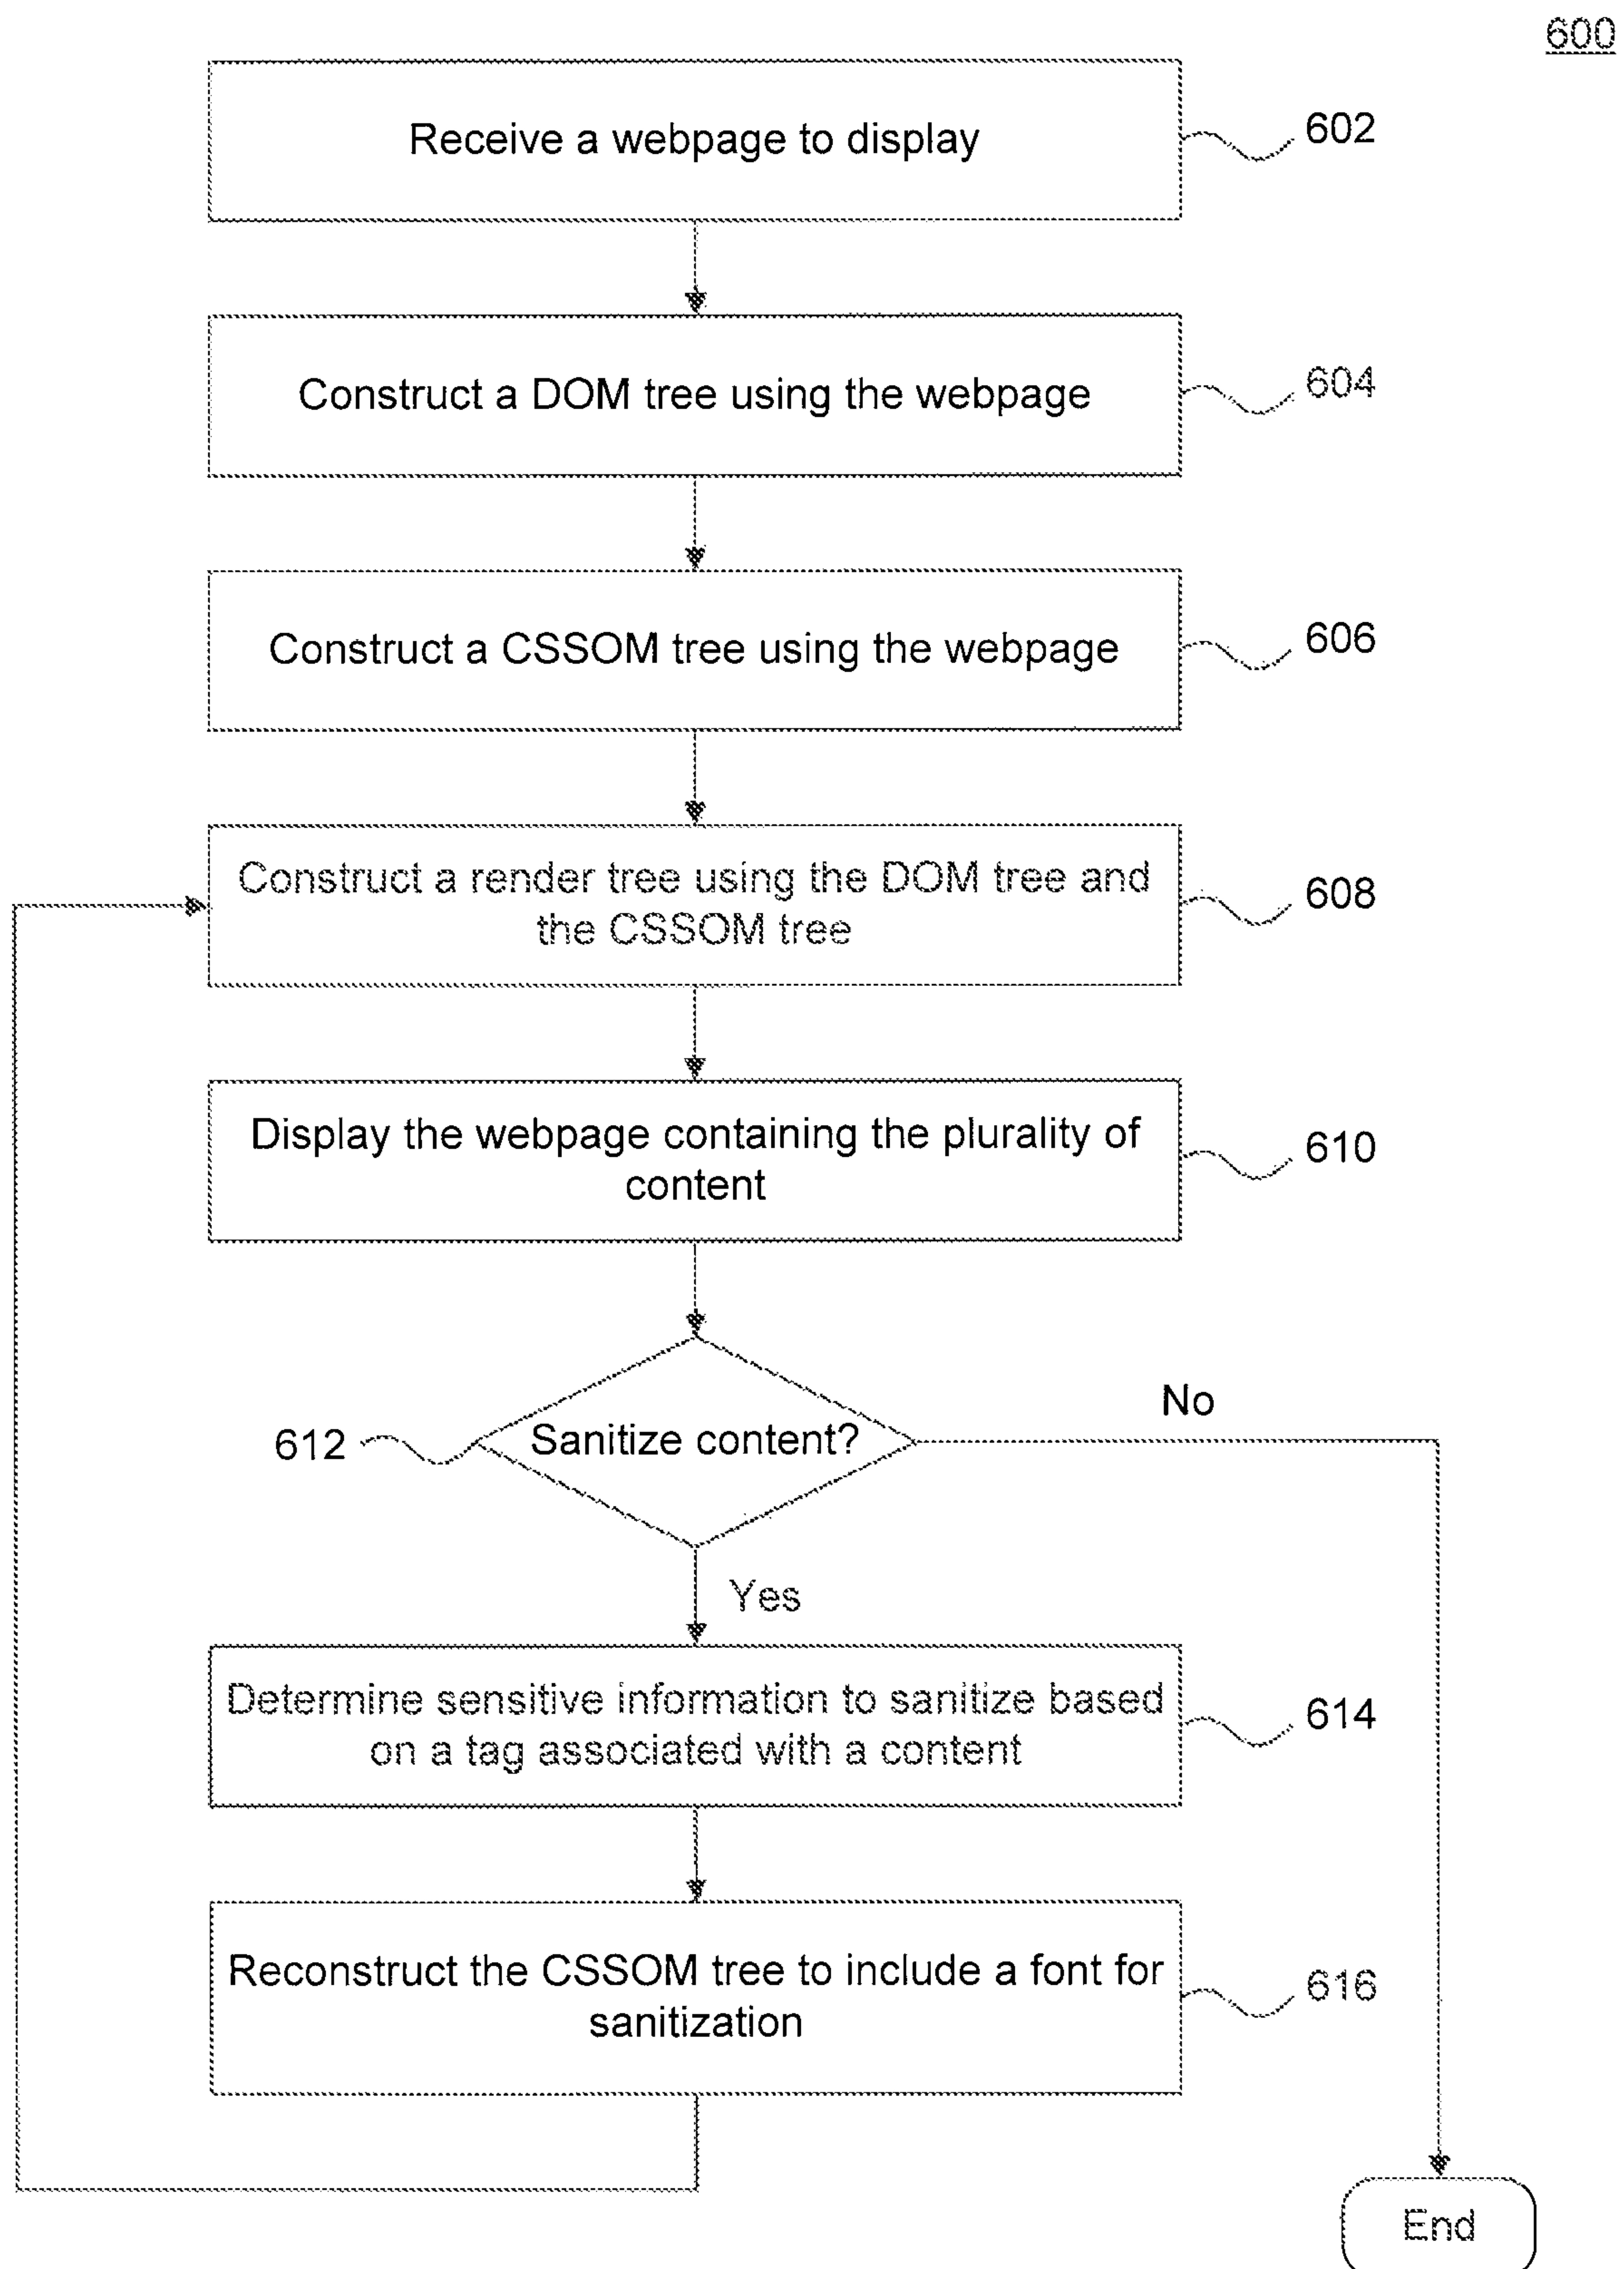 600
Receive a webpage to display
602
Construct a DOM tree using the webpage
604
Construct a CSSOM tree using the webpage
606
Construct a render tree using the DOM tree and
the CSSOM tree
608
Display the webpage containing the plurality of
content
610
No
612
Sanitize content?
Yes
Determine sensitive information to sanitize based
on a tag associated with a content
614
Reconstruct the CSSOM tree to include a font for
sanitization
616
End